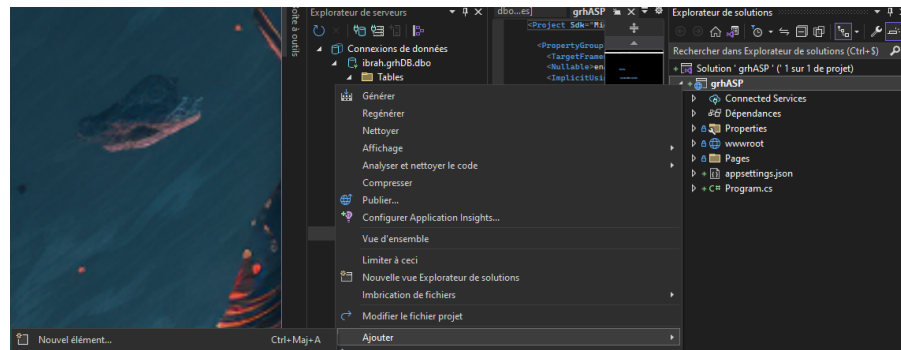 Boîte à outils
Explorateur de serveurs
Connexions de données
ibrah.grhDB.dbo
Tables
dbo...es]
grhASP
<Project Sdk="Mi
<PropertyGroup
<TargetFrame
<Nullable>en
<ImplicitUsi
Explorateur de solutions
Rechercher dans Explorateur de solutions (Ctrl+$)
Solution ' grhASP ' (' 1 sur 1 de projet)
grhASP
Connected Services
Dépendances
Properties
wwwroot
Pages
appsettings.json
C# Program.cs
Générer
Regénérer
Nettoyer
Affichage
Analyser et nettoyer le code
Compresser
Publier...
Configurer Application Insights...
Vue d'ensemble
Limiter à ceci
Nouvelle vue Explorateur de solutions
Imbrication de fichiers
Modifier le fichier projet
Ajouter
Nouvel élément... Ctrl+Maj+A